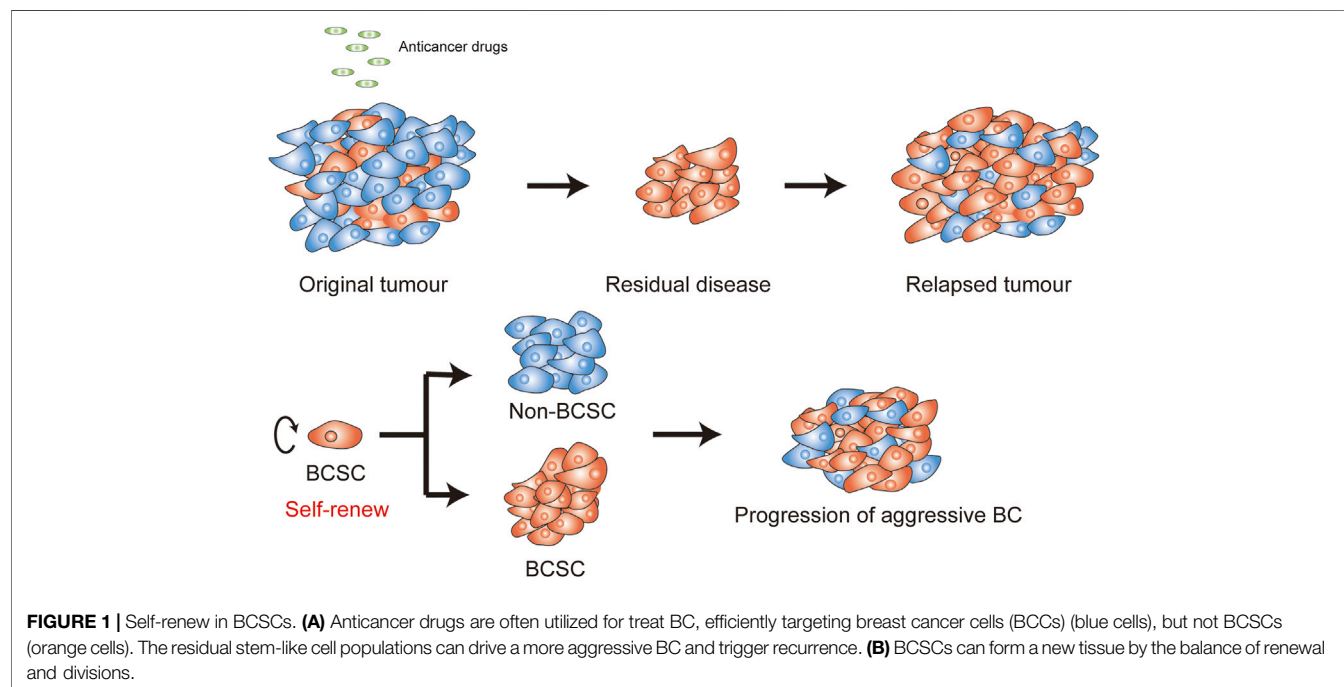 Anticancer drugs
Original tumour
Residual disease
Relapsed tumour
Non-BCSC
BCSC
Self-renew
BCSC
Progression of aggressive BC
FIGURE 1 | Self-renew in BCSCs. (A) Anticancer drugs are often utilized for treat BC, efficiently targeting breast cancer cells (BCCs) (blue cells), but not BCSCs
(orange cells). The residual stem-like cell populations can drive a more aggressive BC and trigger recurrence. (B) BCSCs can form a new tissue by the balance of renewal
and divisions.